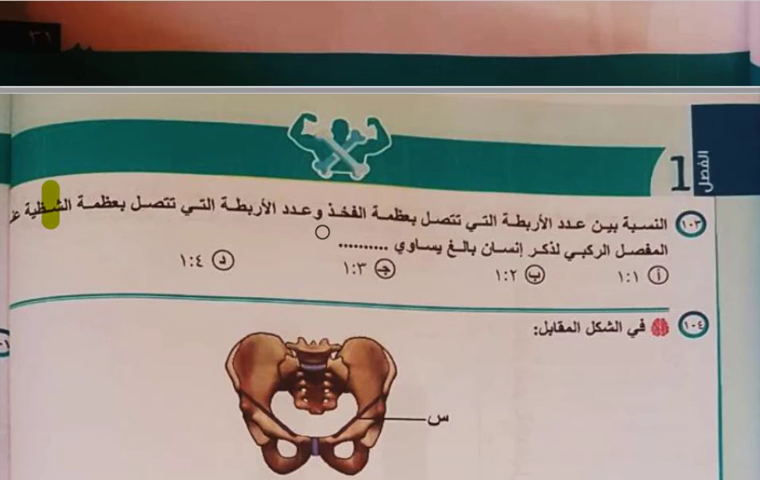 ٣١
الفصل
1
١٠٣ النسبة بين عدد الأربطة التي تتصل بعظمة الفخذ وعدد الأربطة التي تتصل بعظمة الشظية
المفصل الركبي لذكر إنسان بالغ يساوي ..........
أ ١:١ ب ١:٢ ج ١:٣ د ١:٤
١٠٤ في الشكل المقابل:
س